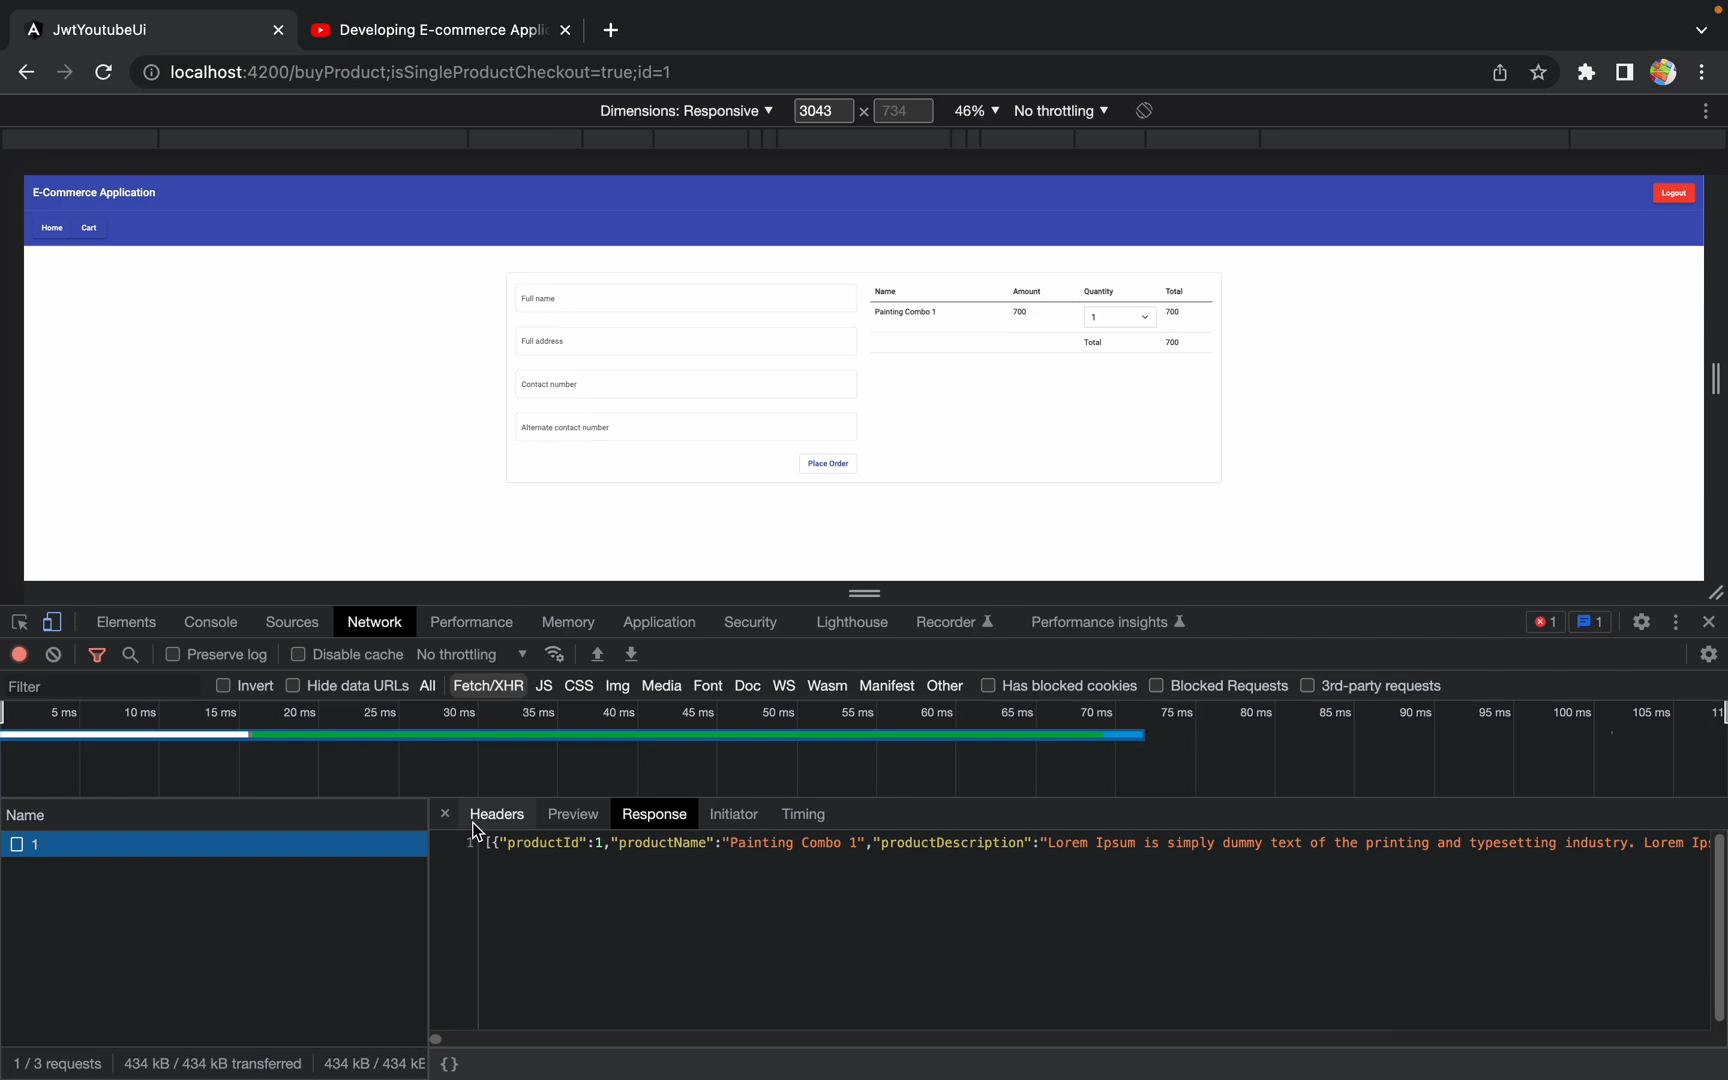 JwtYoutubeUi
Developing E-commerce Appli
localhost:4200/buyProduct;isSingleProductCheckout=true;id=1
Dimensions: Responsive 3043 × 734 46% No throttling
E-Commerce Application
Logout
Home Cart
Full name
Full address
Contact number
Alternate contact number
Place Order
Name Amount Quantity Total
Painting Combo 1 700 1 700
Total 700
Elements Console Sources Network Performance Memory Application Security Lighthouse Recorder Performance insights 1 1
Preserve log Disable cache No throttling
Filter Invert Hide data URLs All Fetch/XHR JS CSS Img Media Font Doc WS Wasm Manifest Other Has blocked cookies Blocked Requests 3rd-party requests
5 ms 10 ms 15 ms 20 ms 25 ms 30 ms 35 ms 40 ms 45 ms 50 ms 55 ms 60 ms 65 ms 70 ms 75 ms 80 ms 85 ms 90 ms 95 ms 100 ms 105 ms 11
Name
1
Headers Preview Response Initiator Timing
1 [{"productId":1,"productName":"Painting Combo 1","productDescription":"Lorem Ipsum is simply dummy text of the printing and typesetting industry. Lorem Ips
1 / 3 requests 434 kB / 434 kB transferred 434 kB / 434 kB {}